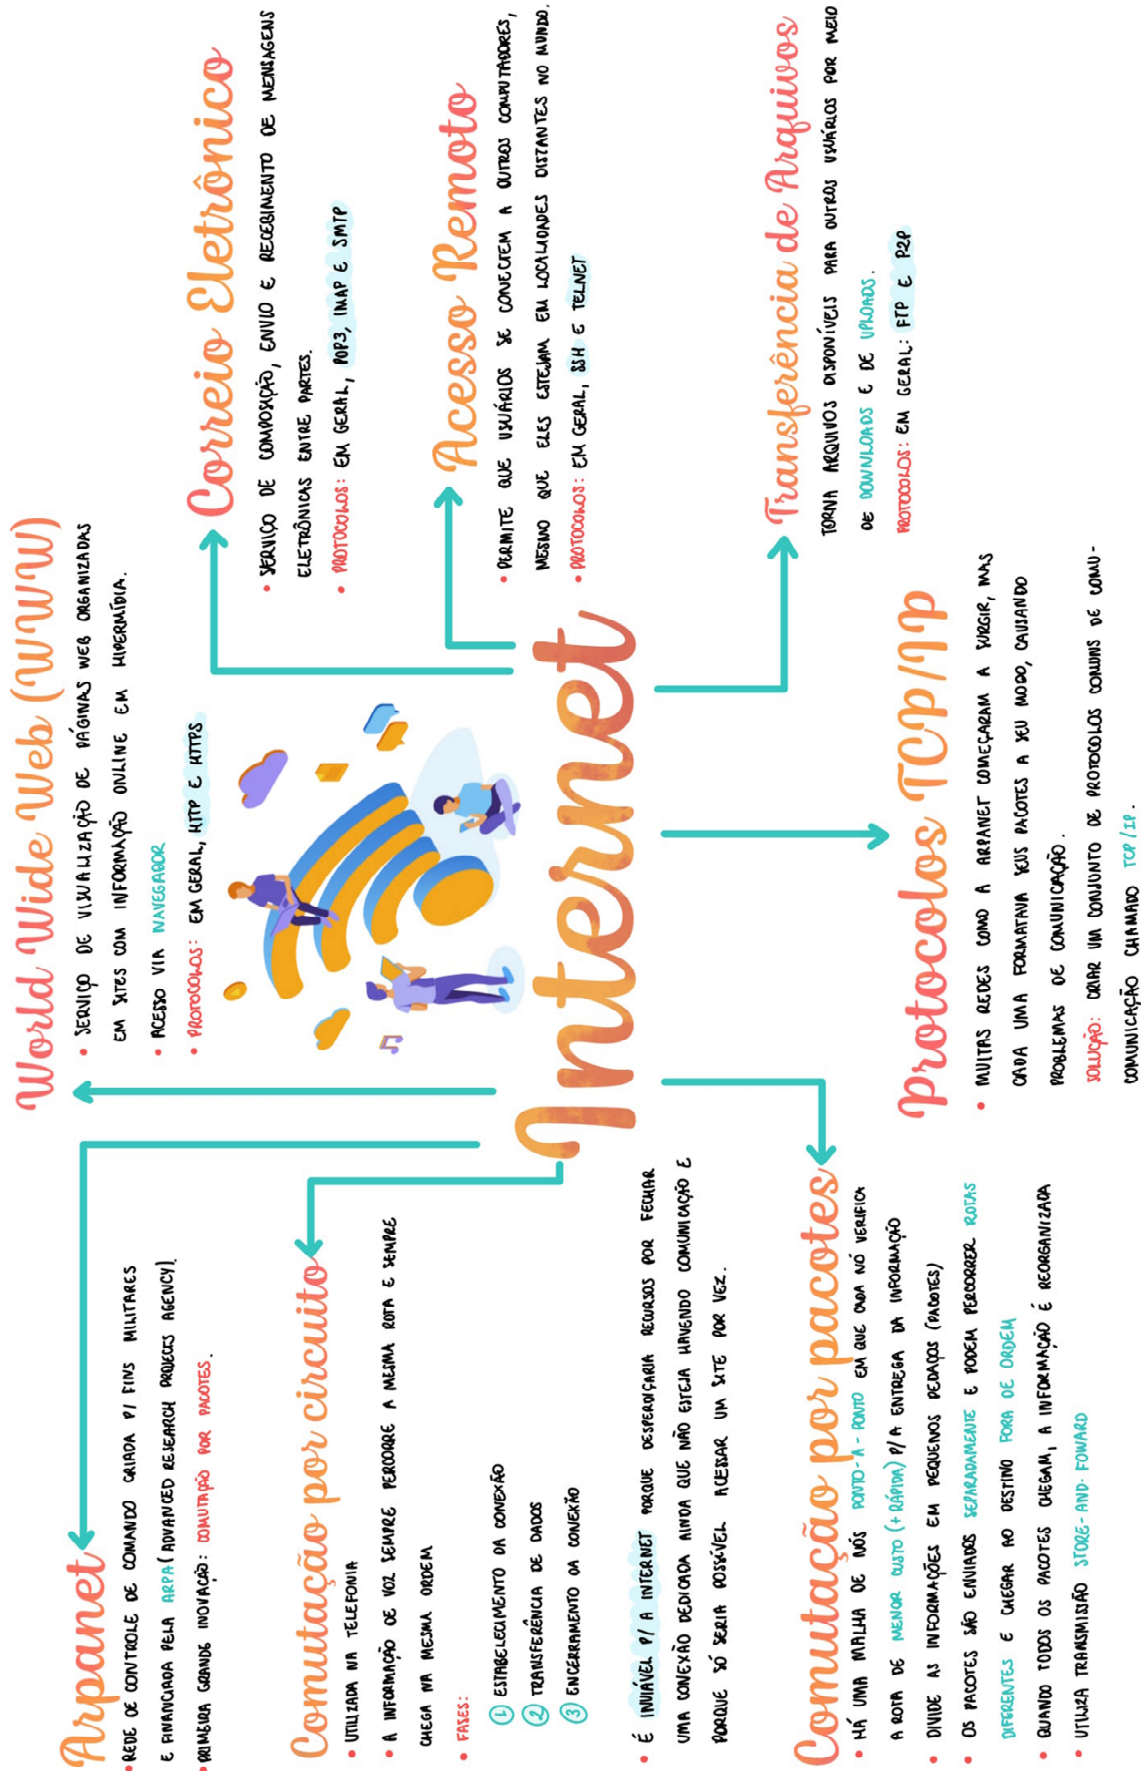 Arpanet
• REDE DE CONTROLE DE COMANDO CRIADA P/ FINS MILITARES
E FINANCIADA PELA ARPA (ADVANCED RESEARCH PROJECTS AGENCY).
• PRIMEIRA GRANDE INOVAÇÃO: COMUTAÇÃO POR PACOTES.
World Wide Web (WWW)
• SERVIÇO DE VISUALIZAÇÃO DE PÁGINAS WEB ORGANIZADAS
EM SITES COM INFORMAÇÃO ONLINE EM HIPERMÍDIA.
• ACESSO VIA NAVEGADOR
• PROTOCOLOS: EM GERAL, HTTP E HTTPS
Correio Eletrônico
• SERVIÇO DE COMPOSIÇÃO, ENVIO E RECEBIMENTO DE MENSAGENS
ELETRÔNICAS ENTRE PARTES.
• PROTOCOLOS: EM GERAL, POP3, IMAP E SMTP
Comutação por circuito
• UTILIZADA NA TELEFONIA
• A INFORMAÇÃO DE VOZ SEMPRE PERCORRE A MESMA ROTA E SEMPRE
CHEGA NA MESMA ORDEM
• FASES:
1 ESTABELECIMENTO DA CONEXÃO
2 TRANSFERÊNCIA DE DADOS
3 ENCERRAMENTO DA CONEXÃO
• É INVIÁVEL P/ A INTERNET PORQUE DESPERDIÇARIA RECURSOS POR FECHAR
UMA CONEXÃO DEDICADA AINDA QUE NÃO ESTEJA HAVENDO COMUNICAÇÃO E
PORQUE SÓ SERIA POSSÍVEL ACESSAR UM SITE POR VEZ.
Internet
Acesso Remoto
• PERMITE QUE USUÁRIOS SE CONECTEM A OUTROS COMPUTADORES,
MESMO QUE ELES ESTEJAM EM LOCALIDADES DISTANTES NO MUNDO.
• PROTOCOLOS: EM GERAL, SSH E TELNET
Comutação por pacotes
• HÁ UMA MALHA DE NÓS PONTO-A-PONTO EM QUE CADA NÓ VERIFICA
A ROTA DE MENOR CUSTO (+ RÁPIDA) P/ A ENTREGA DA INFORMAÇÃO
• DIVIDE AS INFORMAÇÕES EM PEQUENOS PEDAÇOS (PACOTES)
• OS PACOTES SÃO ENVIADOS SEPARADAMENTE E PODEM PERCORRER ROTAS
DIFERENTES E CHEGAR AO DESTINO FORA DE ORDEM
• QUANDO TODOS OS PACOTES CHEGAM, A INFORMAÇÃO É REORGANIZADA
• UTILIZA TRANSMISSÃO STORE-AND-FOWARD
Protocolos TCP/IP
• MUITAS REDES COMO A ARPANET COMEÇARAM A SURGIR, MAS
CADA UMA FORMATAVA SEUS PACOTES A SEU MODO, CAUSANDO
PROBLEMAS DE COMUNICAÇÃO.
SOLUÇÃO: CRIAR UM CONJUNTO DE PROTOCOLOS COMUNS DE COMU-
COMUNICAÇÃO CHAMADO TCP/IP.
Transferência de Arquivos
TORNA ARQUIVOS DISPONÍVEIS PARA OUTROS USUÁRIOS POR MEIO
DE DOWNLOADS E DE UPLOADS.
PROTOCOLOS: EM GERAL: FTP E P2P